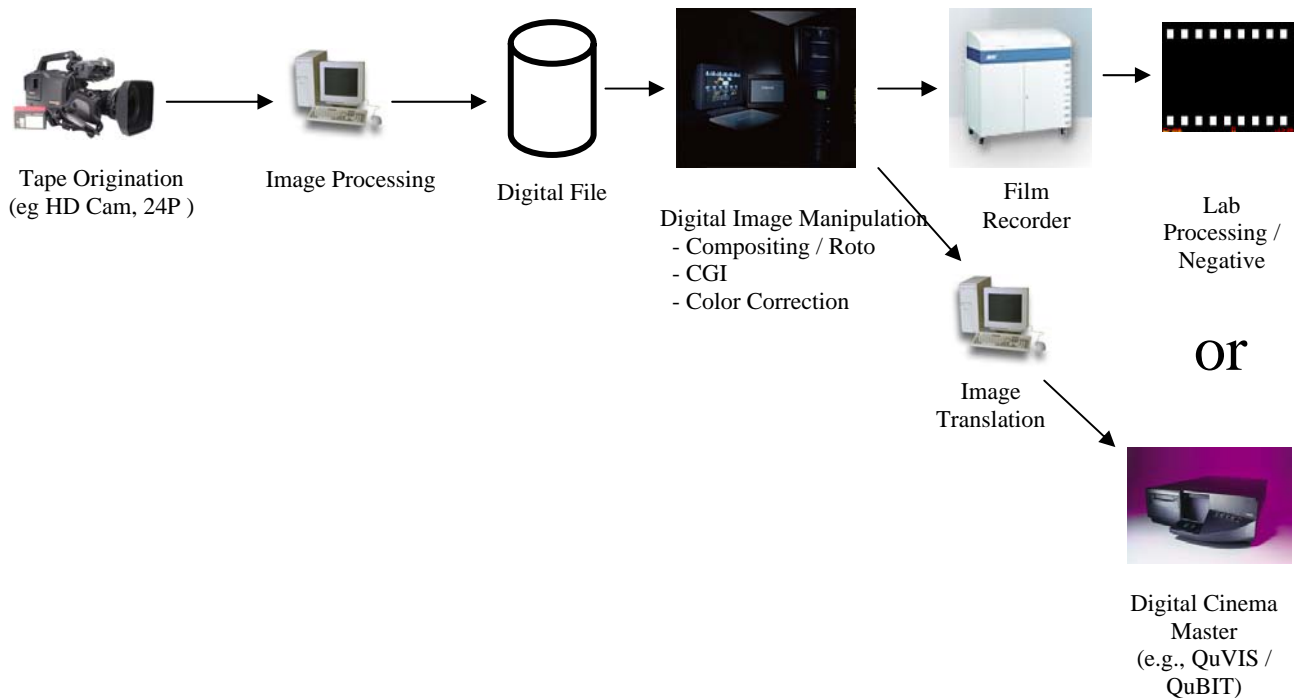 Tape Origination
(eg HD Cam, 24P )
Image Processing
Digital File
Digital Image Manipulation
- Compositing / Roto
- CGI
- Color Correction
Film
Recorder
Lab
Processing /
Negative
or
Image
Translation
Digital Cinema
Master
(e.g., QuVIS /
QuBIT)